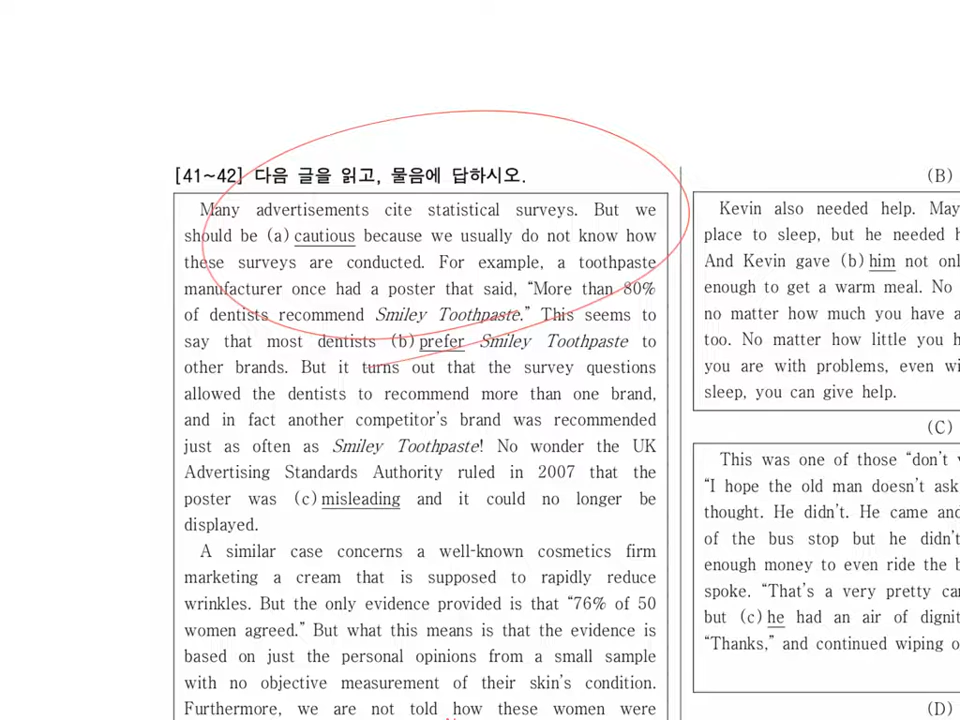 [41~42] 다음 글을 읽고, 물음에 답하시오.
Many advertisements cite statistical surveys. But we
should be (a) cautious because we usually do not know how
these surveys are conducted. For example, a toothpaste
manufacturer once had a poster that said, “More than 80%
of dentists recommend Smiley Toothpaste.” This seems to
say that most dentists (b) prefer Smiley Toothpaste to
other brands. But it turns out that the survey questions
allowed the dentists to recommend more than one brand,
and in fact another competitor’s brand was recommended
just as often as Smiley Toothpaste! No wonder the UK
Advertising Standards Authority ruled in 2007 that the
poster was (c) misleading and it could no longer be
displayed.
A similar case concerns a well-known cosmetics firm
marketing a cream that is supposed to rapidly reduce
wrinkles. But the only evidence provided is that “76% of 50
women agreed.” But what this means is that the evidence is
based on just the personal opinions from a small sample
with no objective measurement of their skin’s condition.
Furthermore, we are not told how these women were
(B)
Kevin also needed help. May
place to sleep, but he needed
And Kevin gave (b) him not onl
enough to get a warm meal. No
no matter how much you have
too. No matter how little you
you are with problems, even
sleep, you can give help.
(C)
This was one of those “don’t
“I hope the old man doesn’t ask
thought. He didn’t. He came and
of the bus stop but he didn’t
enough money to even ride the
spoke. “That’s a very pretty
but (c) he had an air of
“Thanks,” and continued wiping
(D)